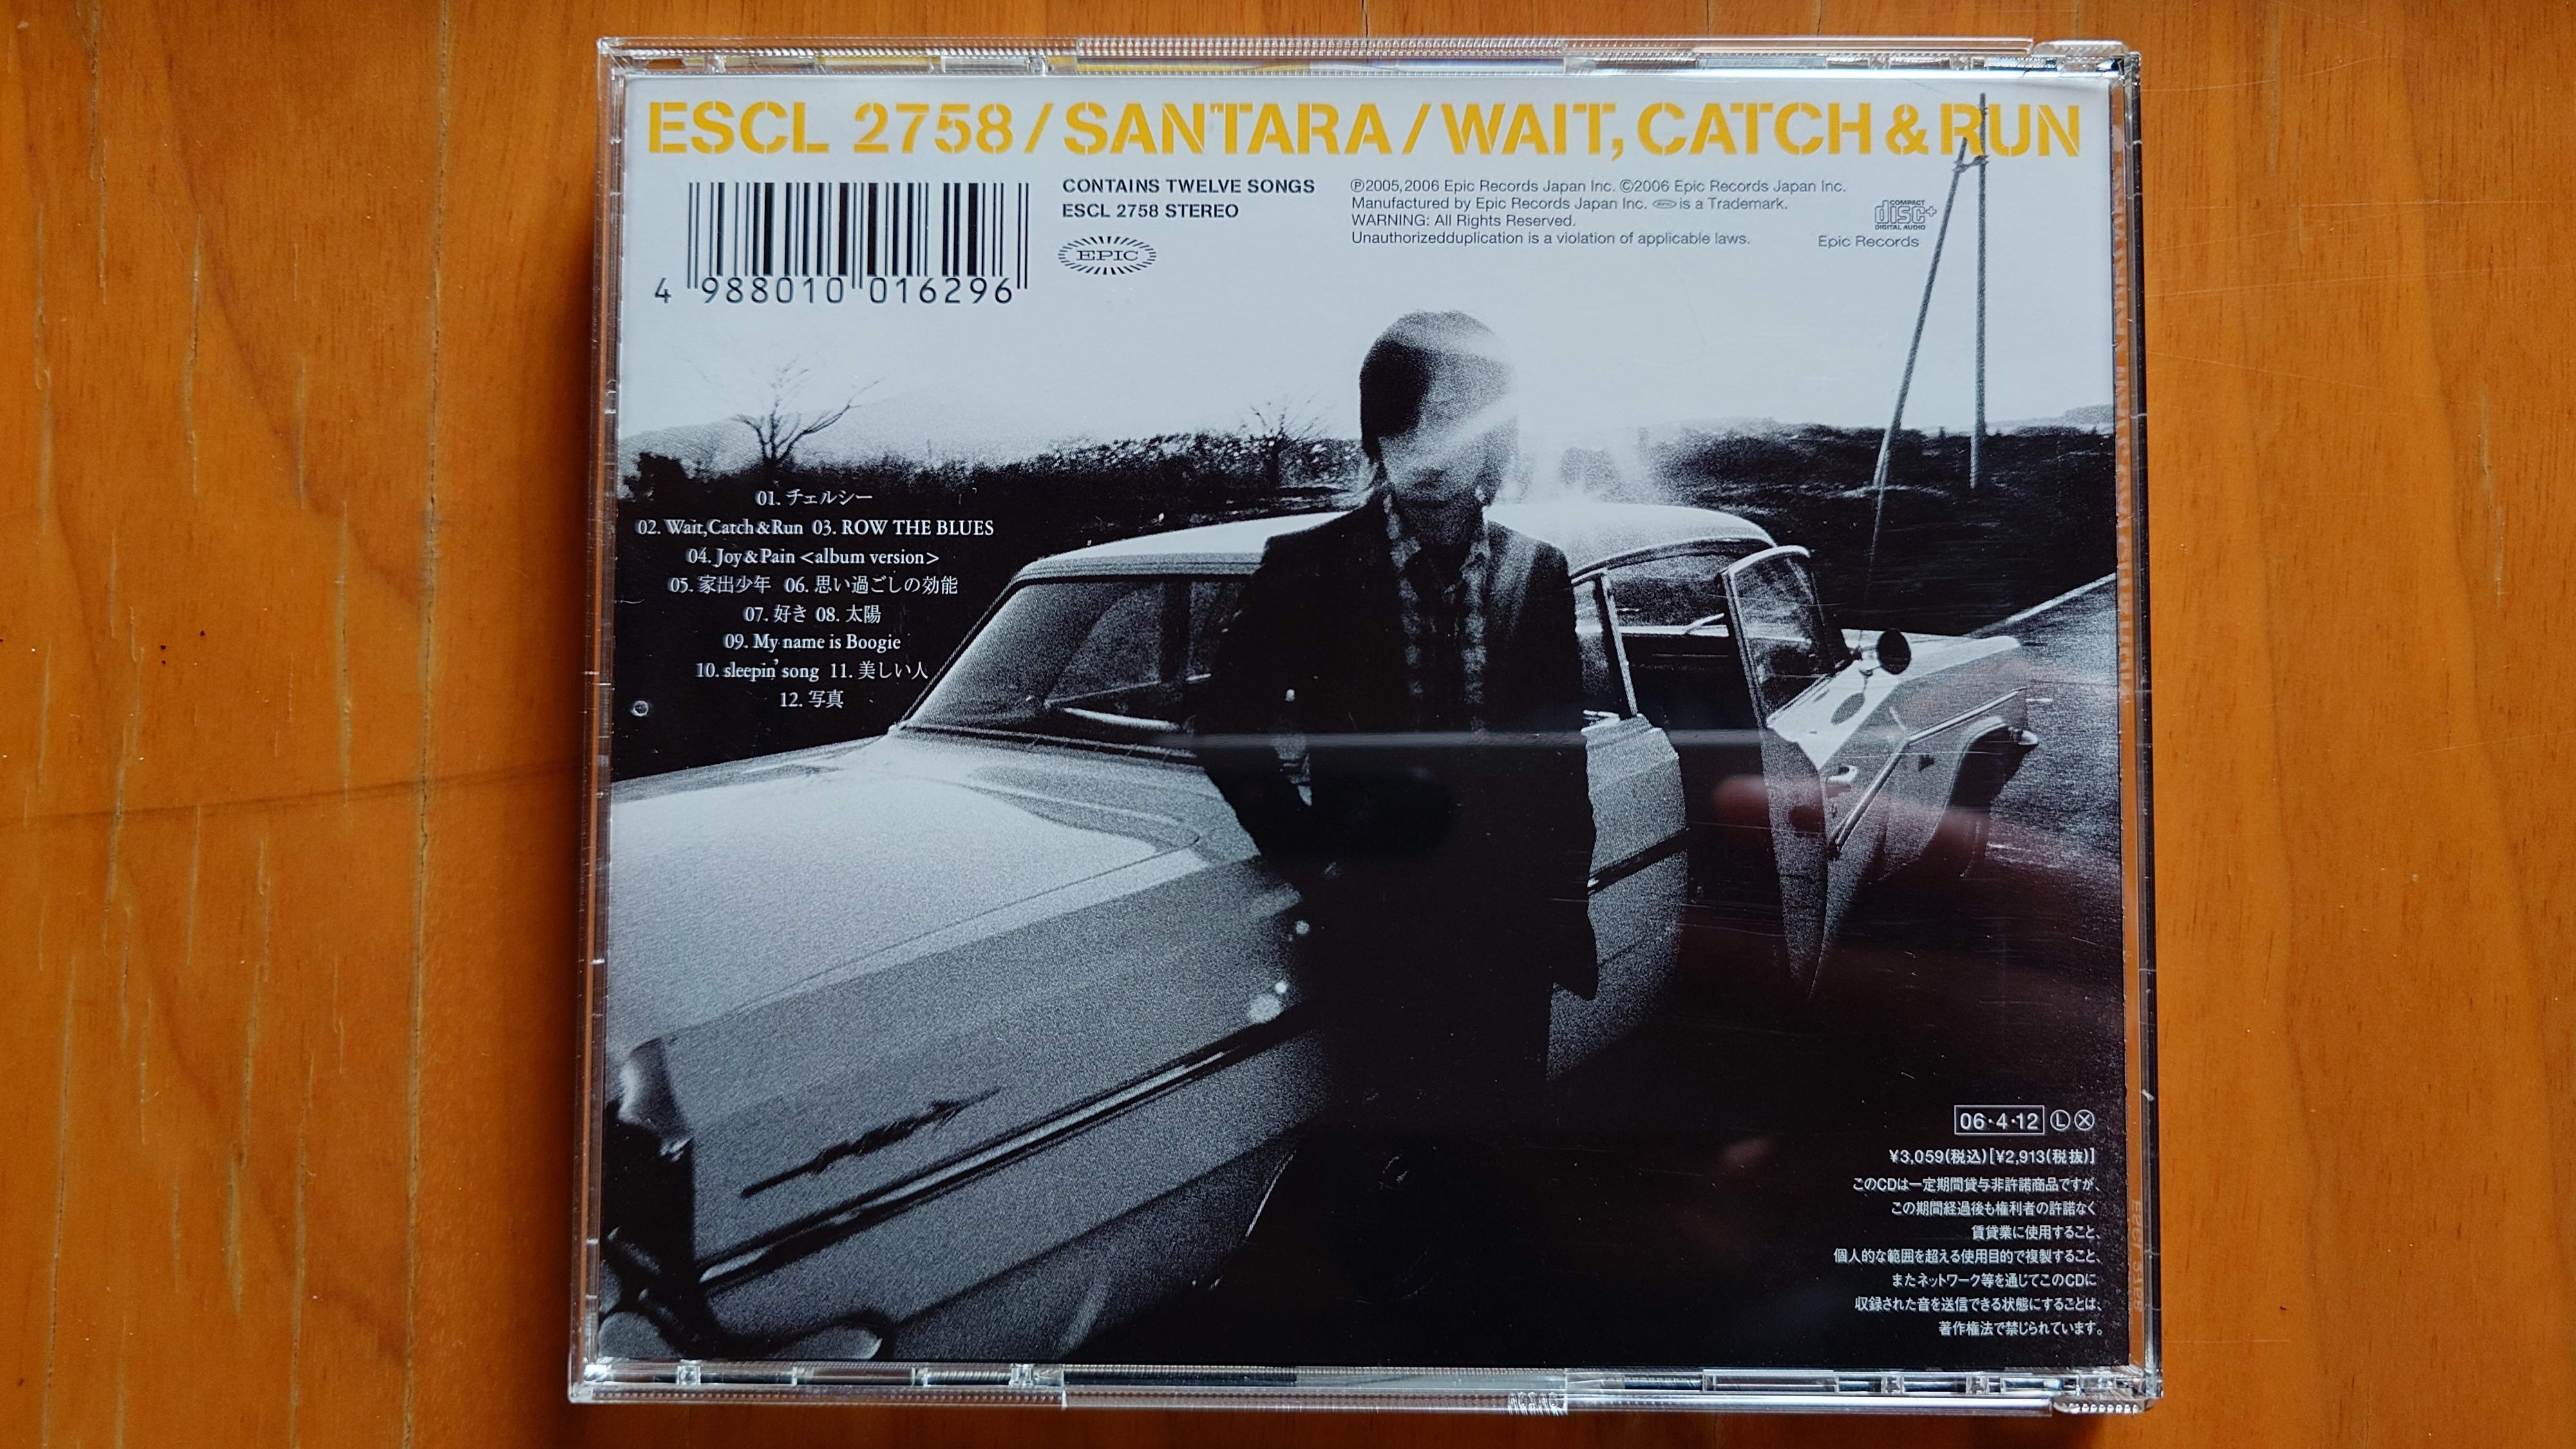 ESCL 2758 / SANTARA / WAIT, CATCH & RUN
4 988010 016296
CONTAINS TWELVE SONGS
ESCL 2758 STEREO
EPIC
Ⓟ2005,2006 Epic Records Japan Inc. ©2006 Epic Records Japan Inc.
Manufactured by Epic Records Japan Inc. is a Trademark.
WARNING: All Rights Reserved.
Unauthorizedduplication is a violation of applicable laws.
COMPACT
disc
DIGITAL AUDIO
Epic Records
01. チェルシー
02. Wait,Catch&Run 03. ROW THE BLUES
04. Joy&Pain <album version>
05. 家出少年 06. 思い過ごしの効能
07. 好き 08. 太陽
09. My name is Boogie
10. sleepin' song 11. 美しい人
12. 写真
06・4・12 Ⓛ Ⓧ
¥3,059(税込)[¥2,913(税抜)]
このCDは一定期間貸与非許諾商品ですが、
この期間経過後も権利者の許諾なく
賃貸業に使用すること、
個人的な範囲を超える使用目的で複製すること、
またネットワーク等を通じてこのCDに
収録された音を送信できる状態にすることは、
著作権法で禁じられています。